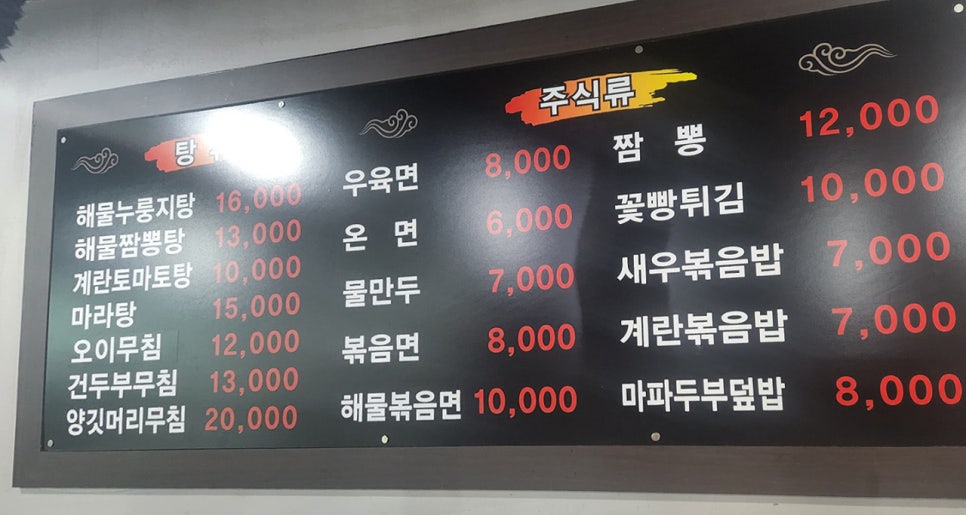 탕
해물누룽지탕 16,000
해물짬뽕탕 13,000
계란토마토탕 10,000
마라탕 15,000
오이무침 12,000
건두부무침 13,000
양깃머리무침 20,000
주식류
우육면 8,000
온 면 6,000
물만두 7,000
볶음면 8,000
해물볶음면 10,000
짬 뽕 12,000
꽃빵튀김 10,000
새우볶음밥 7,000
계란볶음밥 7,000
마파두부덮밥 8,000